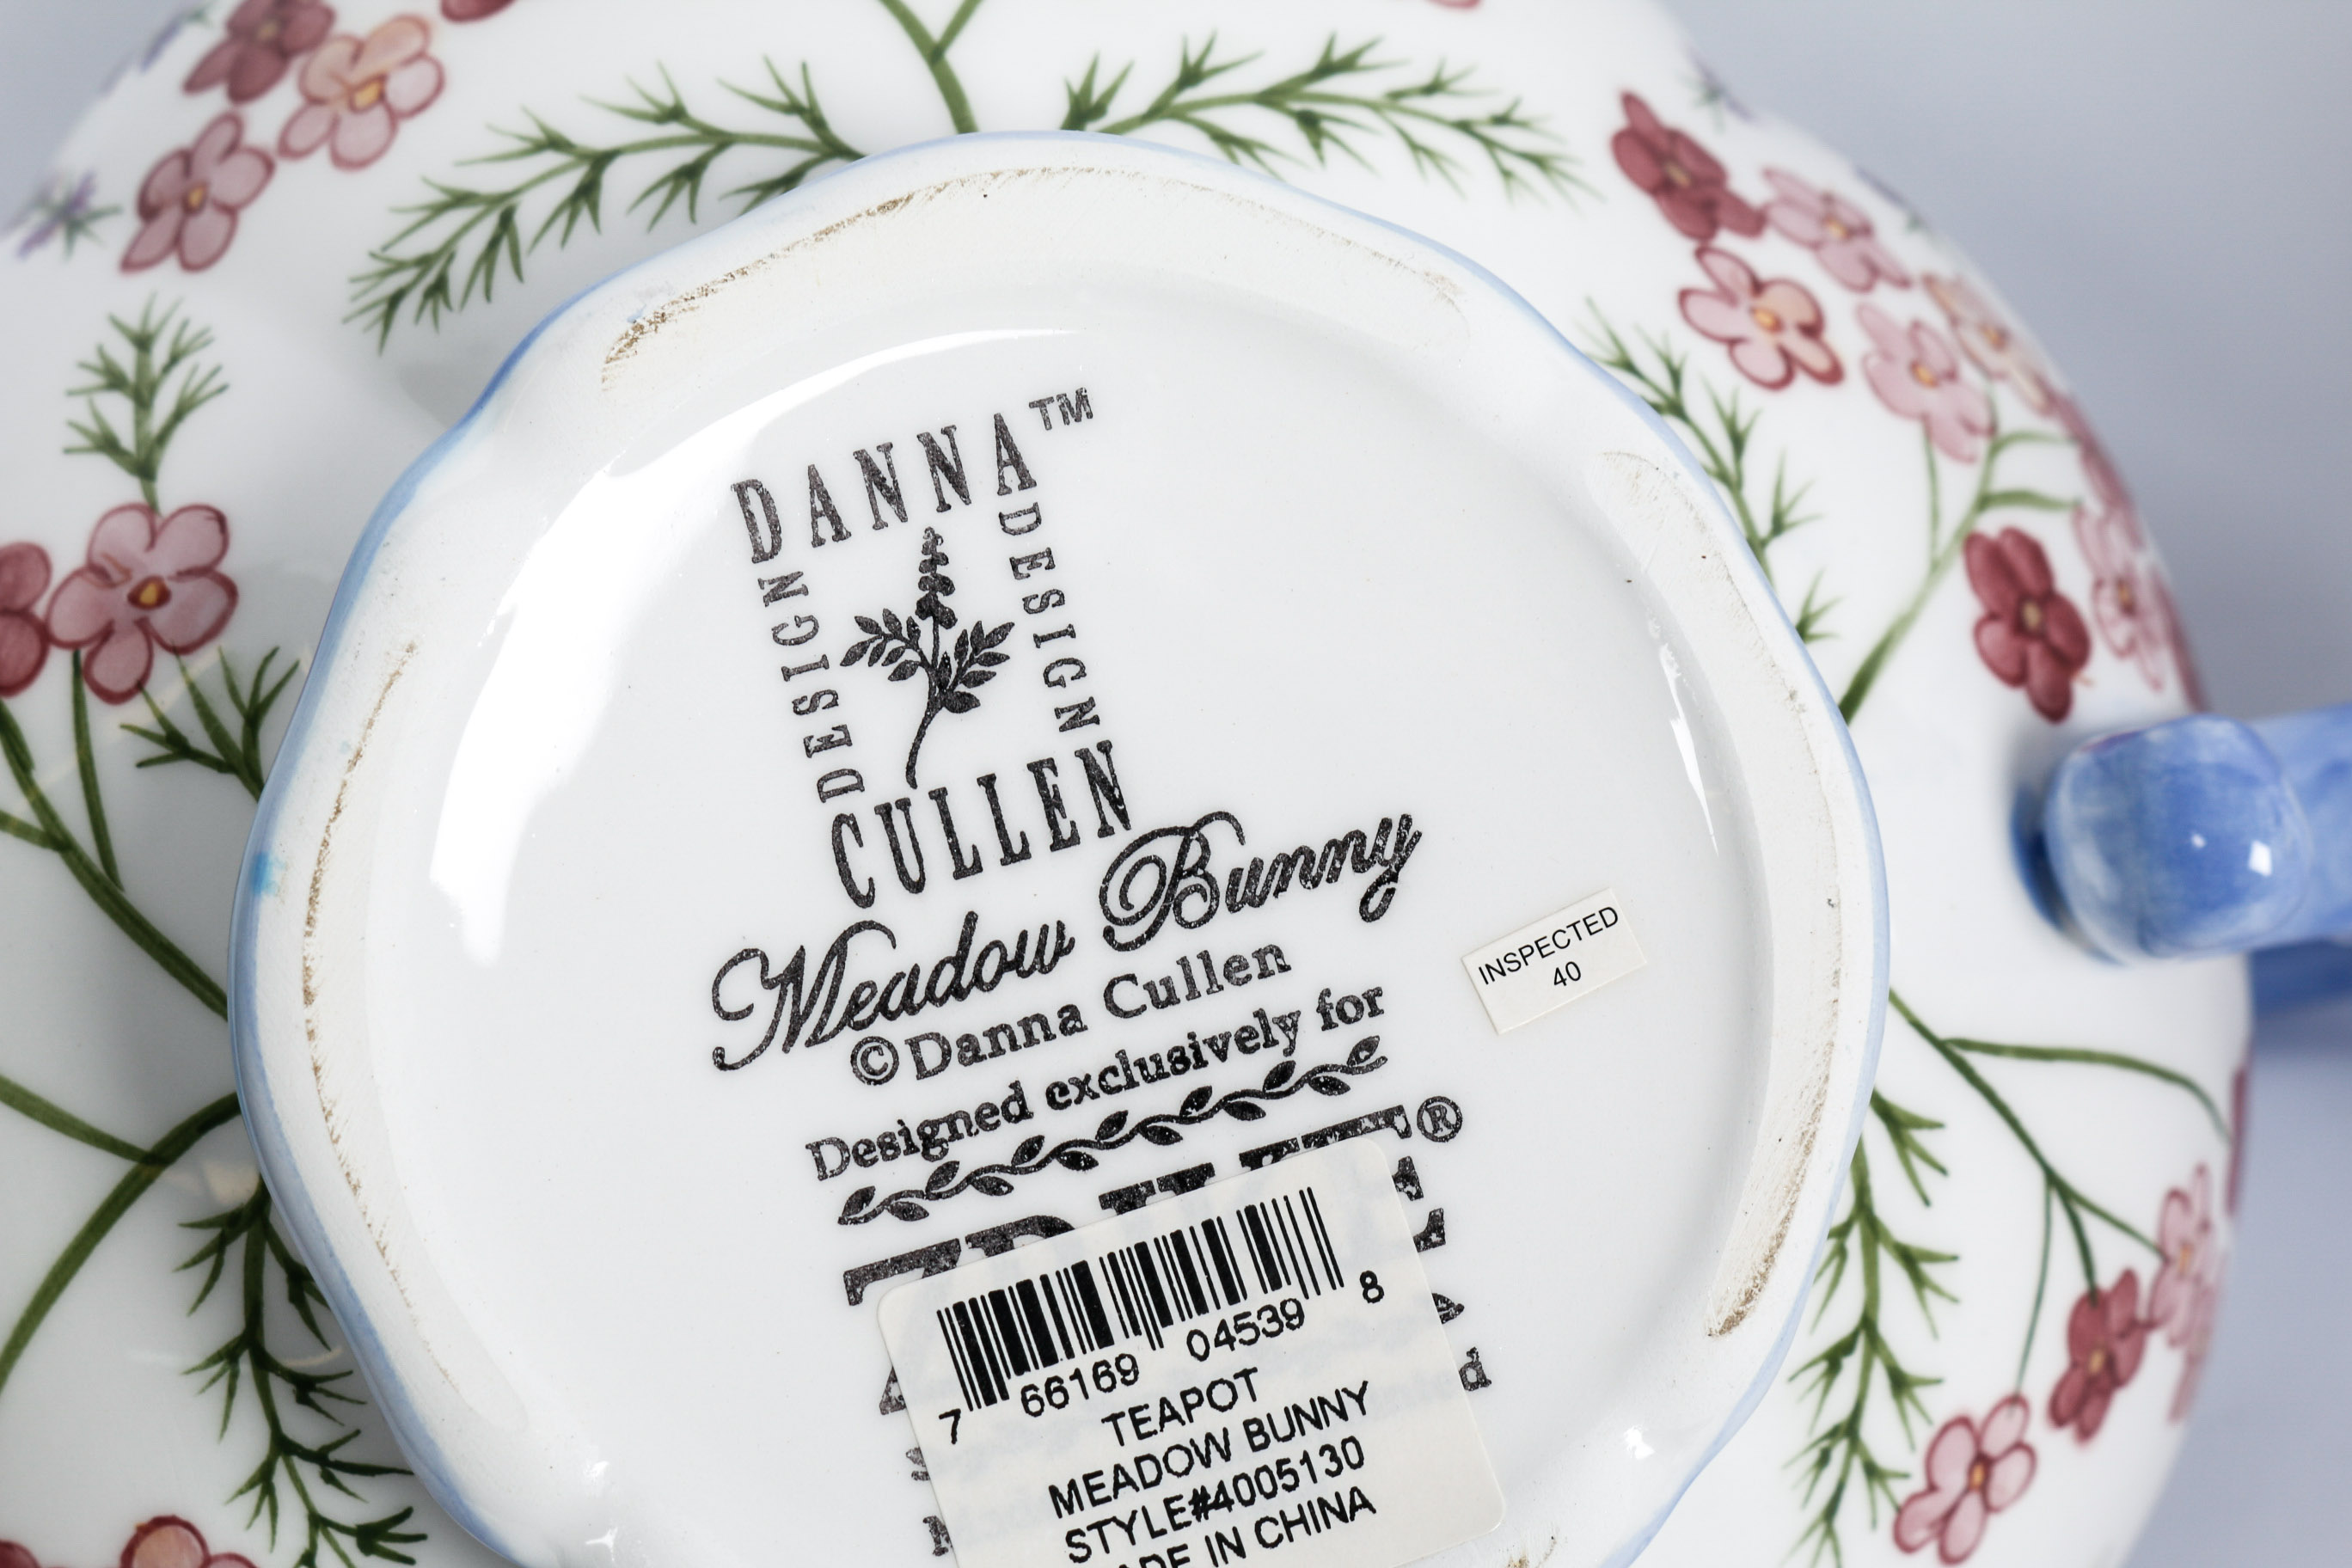 DANNA™
DESIGN
DESIGN
CULLEN
Meadow Bunny
©Danna Cullen
Designed exclusively for
®
INSPECTED
40
7 66169 04539 8
TEAPOT
MEADOW BUNNY
STYLE#4005130
IN CHINA